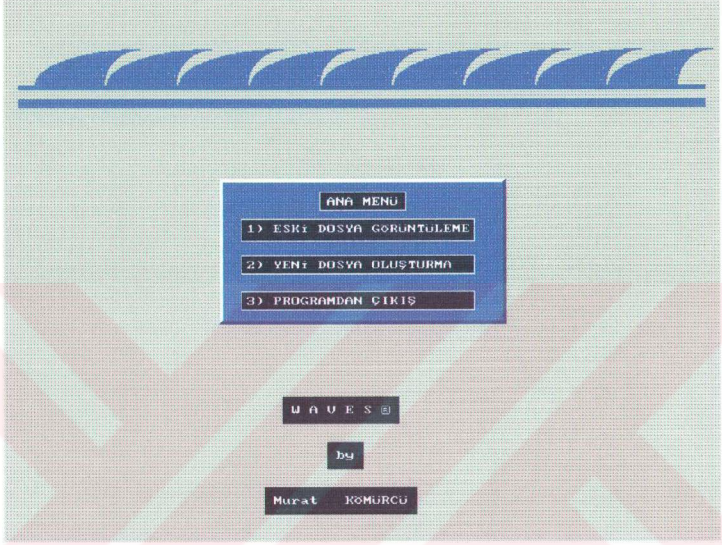 ANA MENÜ
1) ESKİ DOSYA GÖRÜNTÜLEME
2) YENİ DOSYA OLUŞTURMA
3) PROGRAMDAN ÇIKIŞ
W A V E S
by
Murat KÖMÜRCÜ